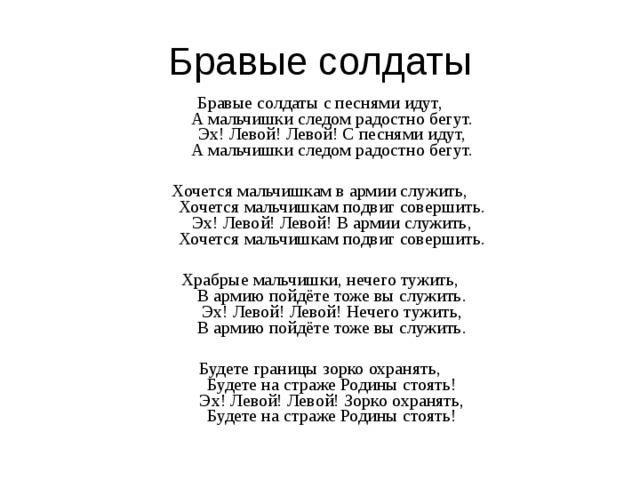 Бравые солдаты
Бравые солдаты с песнями идут,
А мальчишки следом радостно бегут.
Эх! Левой! Левой! С песнями идут,
А мальчишки следом радостно бегут.
Хочется мальчишкам в армии служить,
Хочется мальчишкам подвиг совершить.
Эх! Левой! Левой! В армии служить,
Хочется мальчишкам подвиг совершить.
Храбрые мальчишки, нечего тужить,
В армию пойдёте тоже вы служить.
Эх! Левой! Левой! Нечего тужить,
В армию пойдёте тоже вы служить.
Будете границы зорко охранять,
Будете на страже Родины стоять!
Эх! Левой! Левой! Зорко охранять,
Будете на страже Родины стоять!